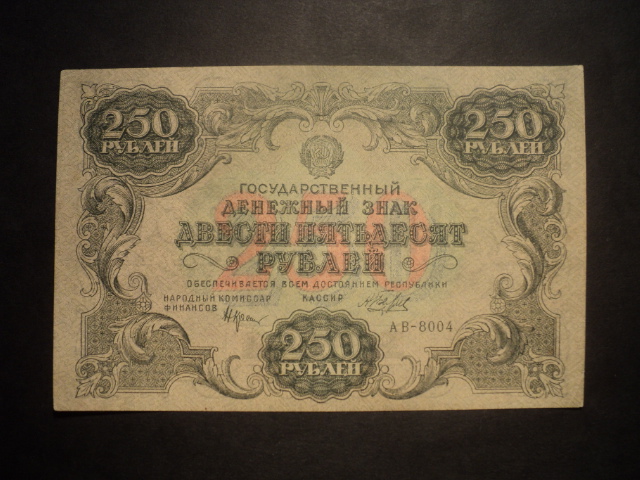 250 250
РУБЛЕЙ РУБЛЕЙ
ГОСУДАРСТВЕННЫЙ
ДЕНЕЖНЫЙ ЗНАК
250
ДВЕСТИ ПЯТЬДЕСЯТ
РУБЛЕЙ
ОБЕСПЕЧИВАЕТСЯ ВСЕМ ДОСТОЯНИЕМ РЕСПУБЛИКИ
НАРОДНЫЙ КОМИССАР КАССИР
ФИНАНСОВ
АВ-8004
250
РУБЛЕЙ